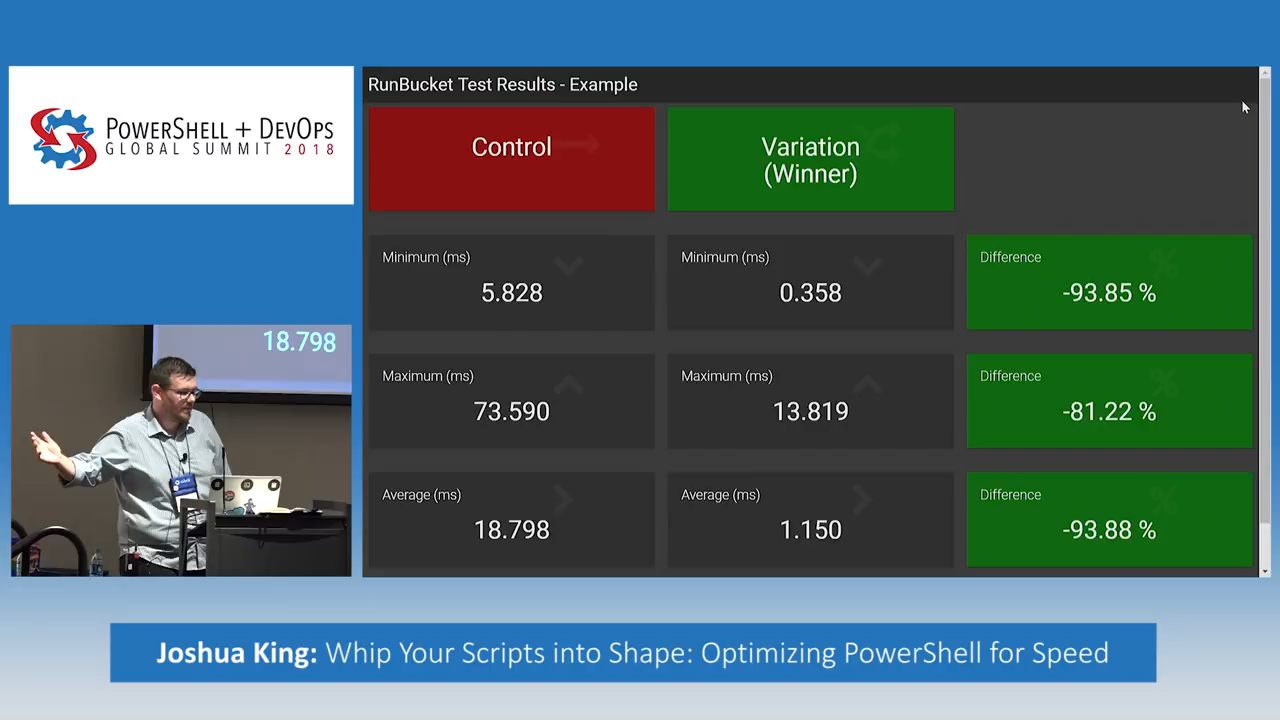 POWERSHELL + DEVOPS
GLOBAL SUMMIT 2018
18.798
RunBucket Test Results - Example
Control
Variation
(Winner)
Minimum (ms)
5.828
Minimum (ms)
0.358
Difference
-93.85 %
Maximum (ms)
73.590
Maximum (ms)
13.819
Difference
-81.22 %
Average (ms)
18.798
Average (ms)
1.150
Difference
-93.88 %
Joshua King: Whip Your Scripts into Shape: Optimizing PowerShell for Speed